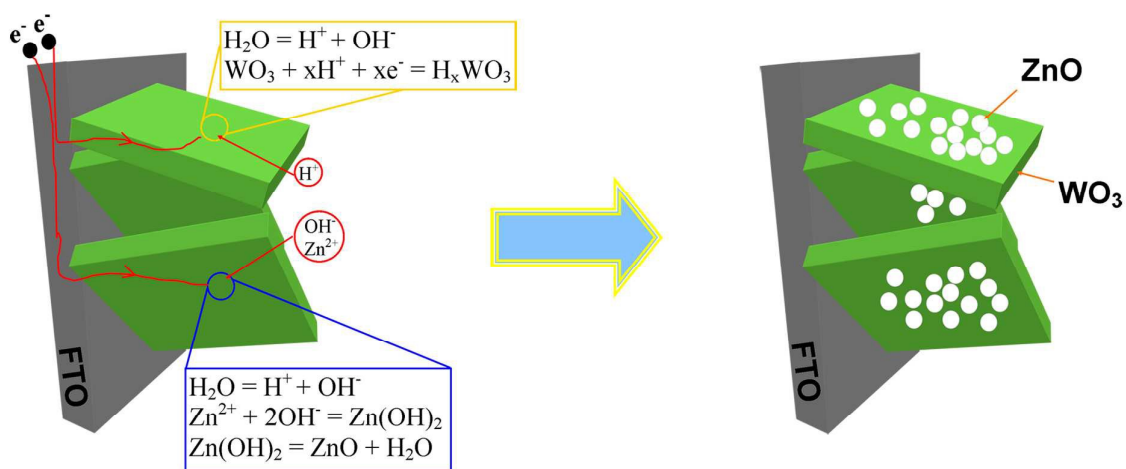 e⁻ e⁻
H₂O = H⁺ + OH⁻
WO₃ + xH⁺ + xe⁻ = HₓWO₃
H⁺
OH⁻
Zn²⁺
FTO
H₂O = H⁺ + OH⁻
Zn²⁺ + 2OH⁻ = Zn(OH)₂
Zn(OH)₂ = ZnO + H₂O
ZnO
WO₃
FTO